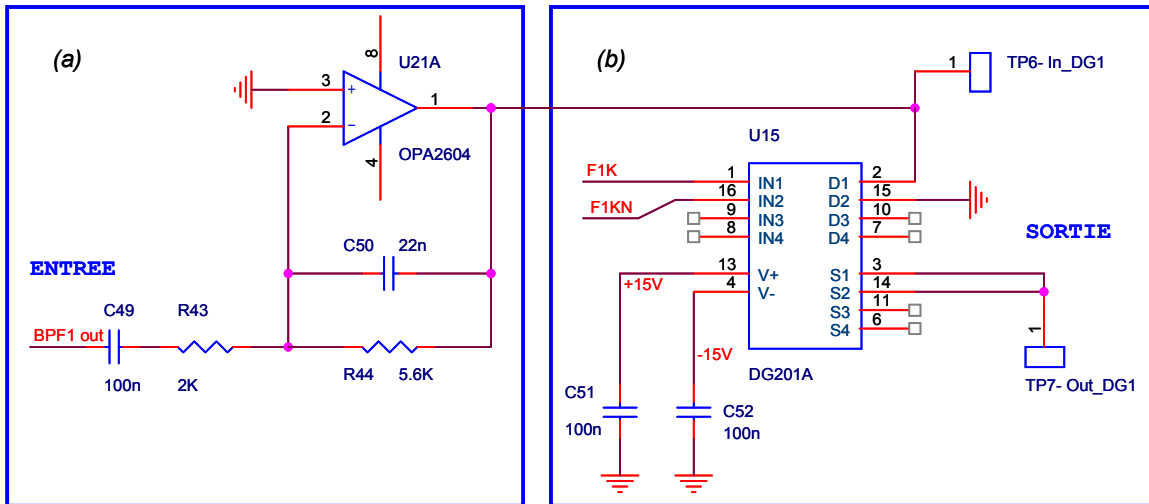 (a)
8
U21A
3
+
1
2
−
OPA2604
4
C50
22n
ENTREE
C49
R43
BPF1 out
100n
2K
R44
5.6K
(b)
1
TP6- In_DG1
U15
F1K
1
IN1
D1
2
F1KN
16
IN2
D2
15
9
IN3
D3
10
8
IN4
D4
7
SORTIE
13
V+
S1
3
+15V
4
V-
S2
14
S3
11
S4
6
-15V
1
DG201A
TP7- Out_DG1
C51
100n
C52
100n